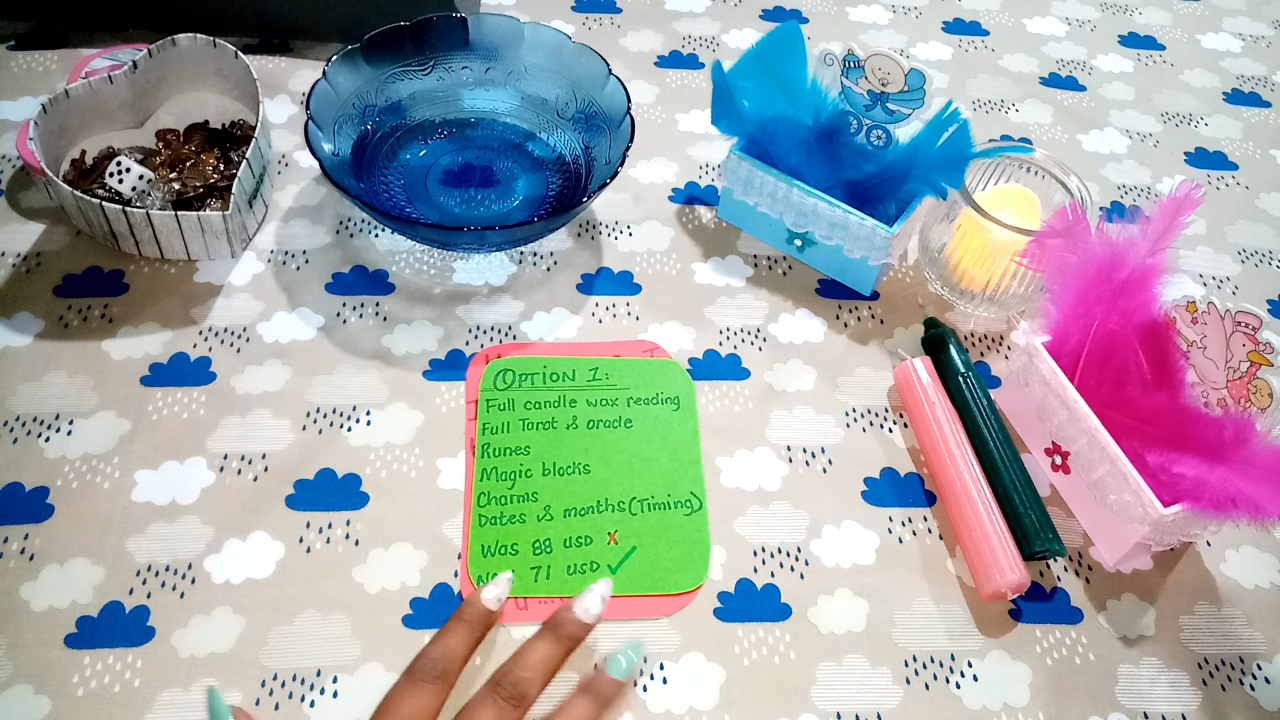 OPTION 1:
Full candle wax reading
Full Tarot & oracle
Runes
Magic blocks
Charms
Dates & months(Timing)
Was 88 USD X
71 USD ✓